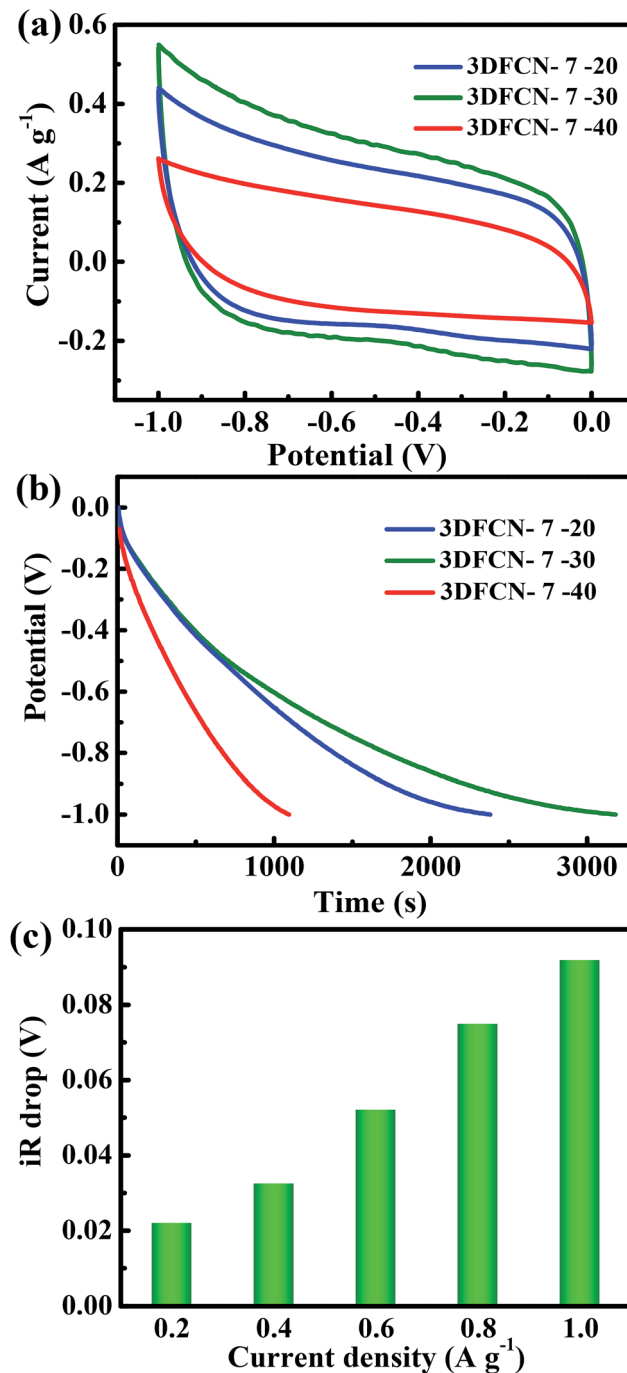 (a)
0.6
0.4
0.2
0.0
-0.2
Current (A g⁻¹)
3DFCN- 7 -20
3DFCN- 7 -30
3DFCN- 7 -40
-1.0 -0.8 -0.6 -0.4 -0.2 0.0
Potential (V)
(b)
0.0
-0.2
-0.4
-0.6
-0.8
-1.0
Potential (V)
3DFCN- 7 -20
3DFCN- 7 -30
3DFCN- 7 -40
0 1000 2000 3000
Time (s)
(c)
0.10
0.08
0.06
0.04
0.02
0.00
iR drop (V)
0.2 0.4 0.6 0.8 1.0
Current density (A g⁻¹)